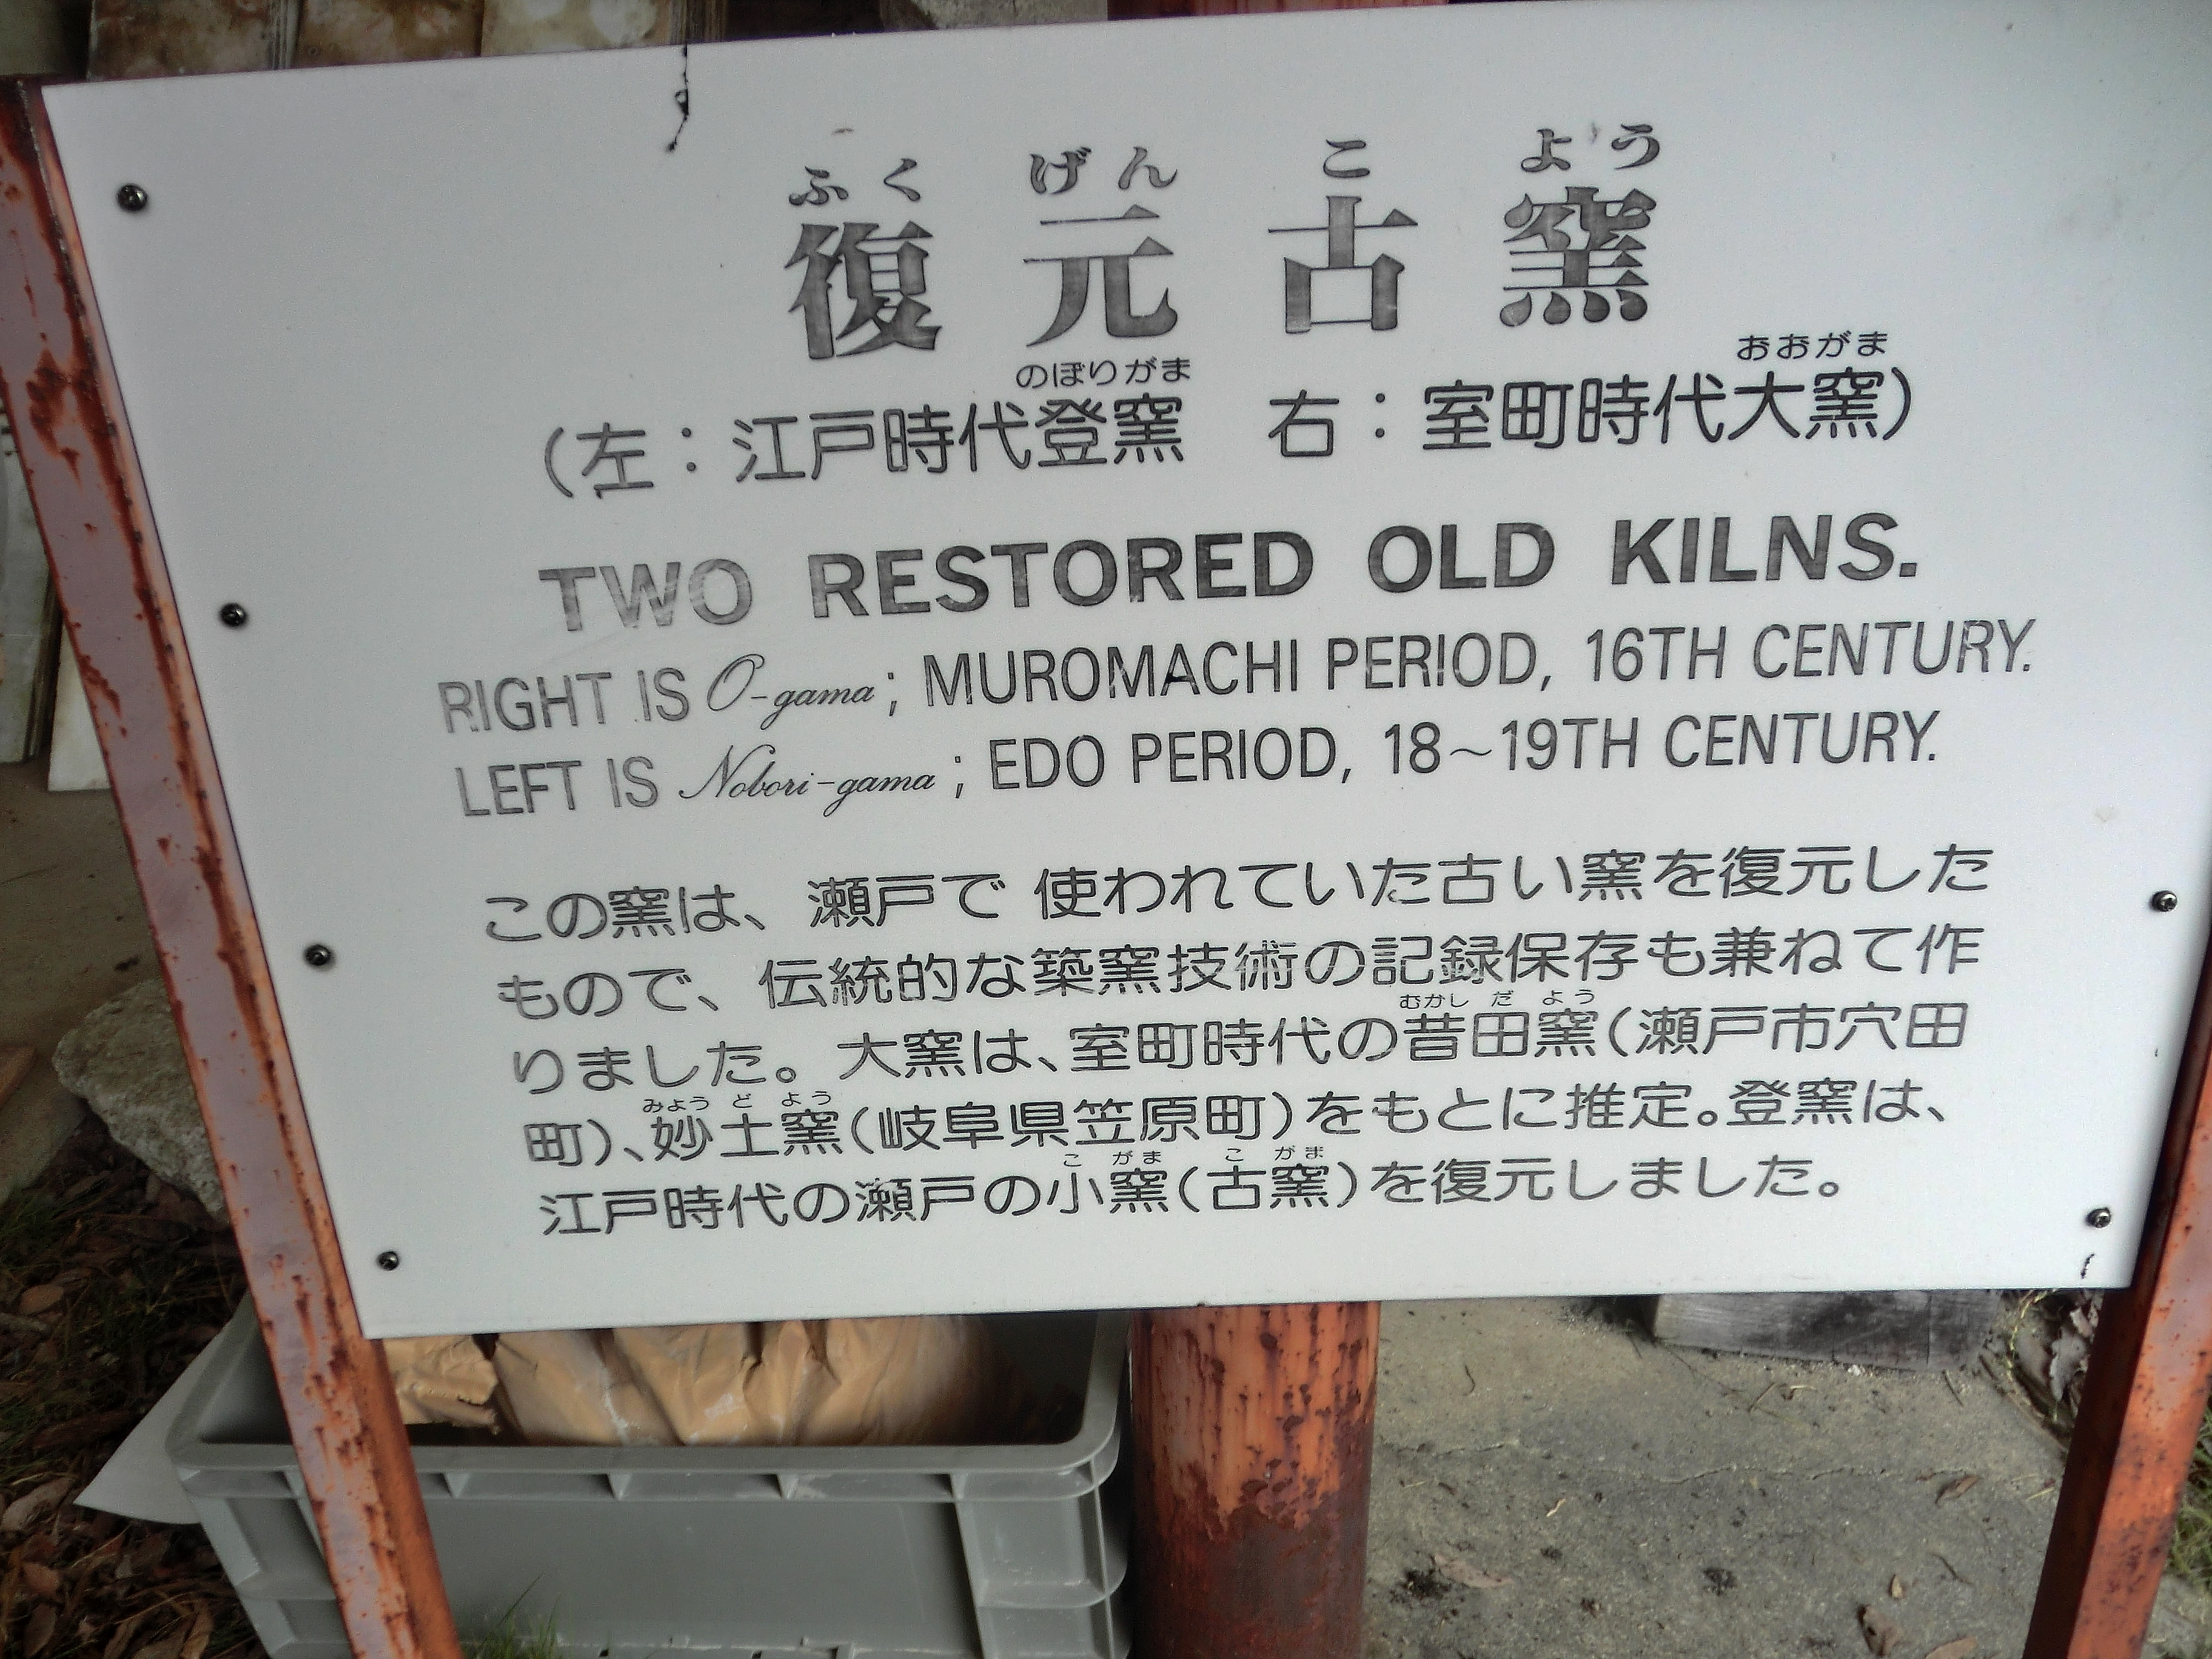 ふく げん こ よう
復元古窯
のぼりがま おおがま
(左：江戸時代登窯 右：室町時代大窯)
TWO RESTORED OLD KILNS.
RIGHT IS O-gama; MUROMACHI PERIOD, 16TH CENTURY.
LEFT IS Nobori-gama; EDO PERIOD, 18~19TH CENTURY.
この窯は、瀬戸で 使われていた古い窯を復元した
もので、伝統的な築窯技術の記録保存も兼ねて作
むかし だ よう
りました。大窯は、室町時代の昔田窯(瀬戸市穴田
みよう ど よう
町)、妙土窯(岐阜県笠原町)をもとに推定。登窯は、
こ がま こ がま
江戸時代の瀬戸の小窯(古窯)を復元しました。